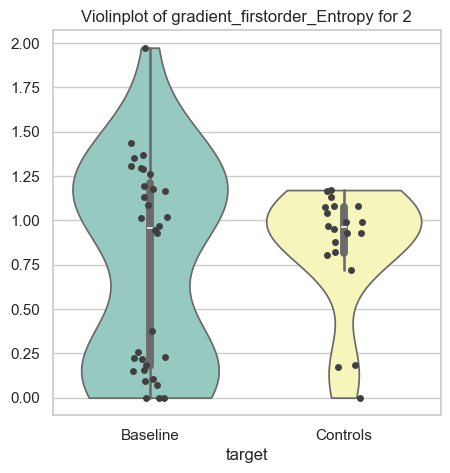 Violinplot of gradient_firstorder_Entropy for 2
2.00
1.75
1.50
1.25
1.00
0.75
0.50
0.25
0.00
Baseline
Controls
target